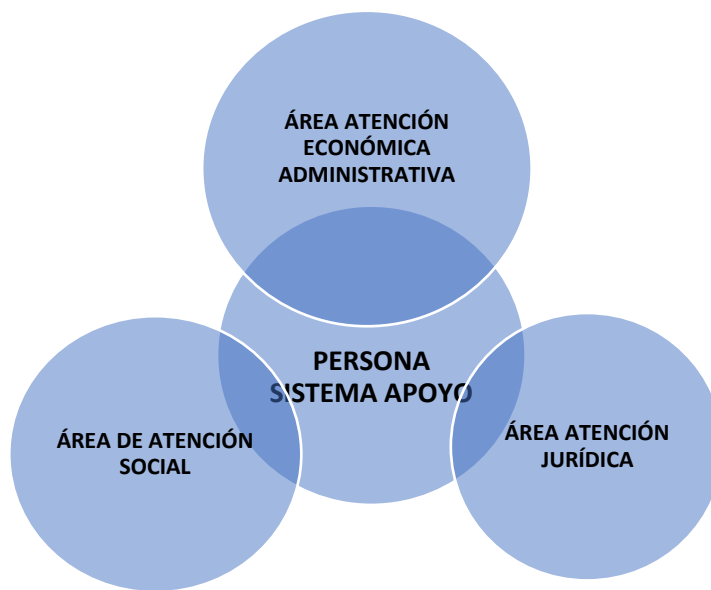 ÁREA ATENCIÓN
ECONÓMICA
ADMINISTRATIVA
PERSONA
SISTEMA APOYO
ÁREA DE ATENCIÓN
SOCIAL
ÁREA ATENCIÓN
JURÍDICA